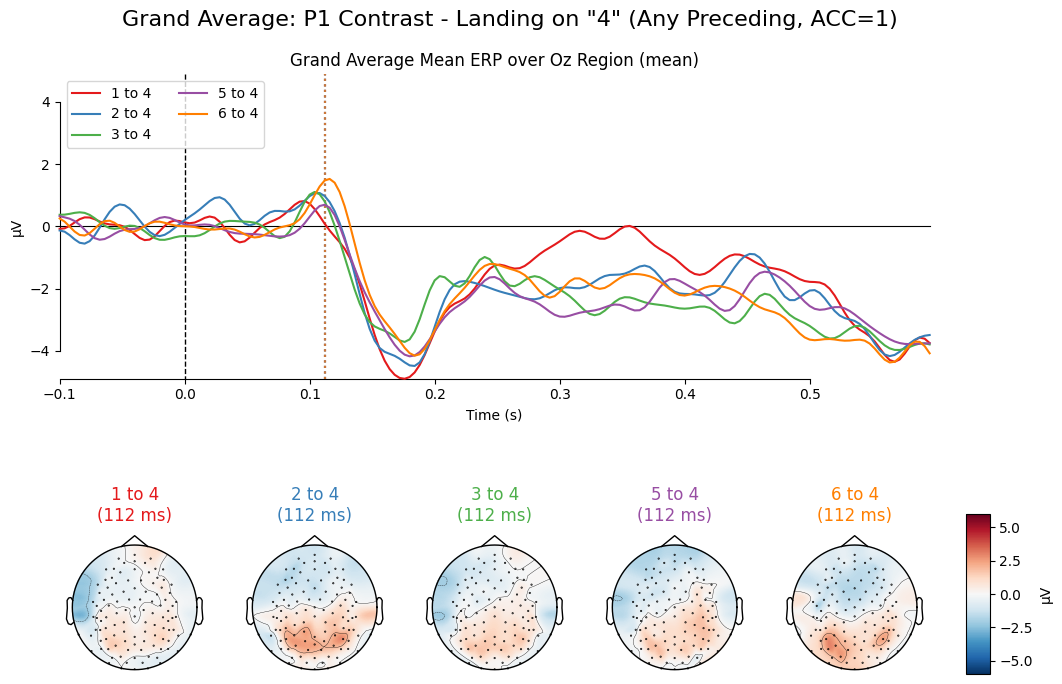 Grand Average: P1 Contrast - Landing on "4" (Any Preceding, ACC=1)
Grand Average Mean ERP over Oz Region (mean)
1 to 4
2 to 4
3 to 4
5 to 4
6 to 4
4
2
0
−2
−4
µV
−0.1
0.0
0.1
0.2
0.3
0.4
0.5
Time (s)
1 to 4
(112 ms)
2 to 4
(112 ms)
3 to 4
(112 ms)
5 to 4
(112 ms)
6 to 4
(112 ms)
5.0
2.5
0.0
−2.5
−5.0
µV